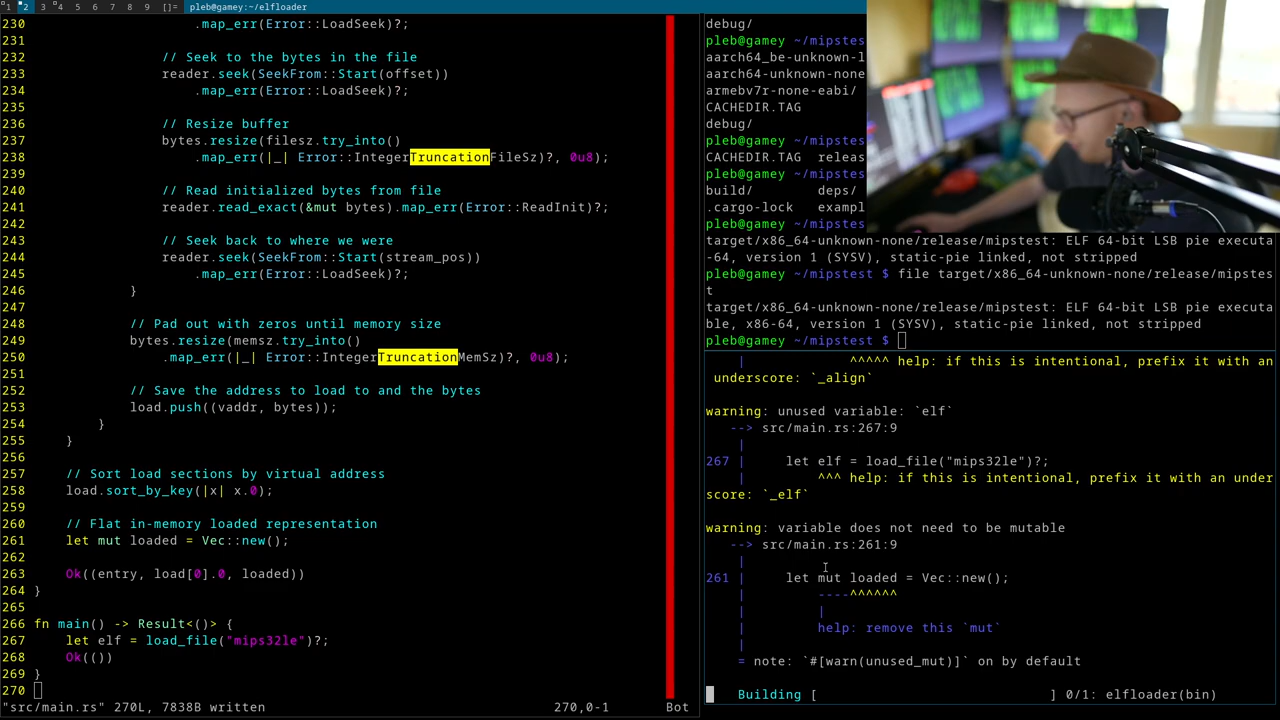 1 2 3 4 5 6 7 8 9 []= pleb@gamey:~/elfloader
230 .map_err(Error::LoadSeek)?;
231
232 // Seek to the bytes in the file
233 reader.seek(SeekFrom::Start(offset))
234 .map_err(Error::LoadSeek)?;
235
236 // Resize buffer
237 bytes.resize(filesz.try_into()
238 .map_err(|_| Error::IntegerTruncationFileSz)?, 0u8);
239
240 // Read initialized bytes from file
241 reader.read_exact(&mut bytes).map_err(Error::ReadInit)?;
242
243 // Seek back to where we were
244 reader.seek(SeekFrom::Start(stream_pos))
245 .map_err(Error::LoadSeek)?;
246 }
247
248 // Pad out with zeros until memory size
249 bytes.resize(memsz.try_into()
250 .map_err(|_| Error::IntegerTruncationMemSz)?, 0u8);
251
252 // Save the address to load to and the bytes
253 load.push((vaddr, bytes));
254 }
255 }
256
257 // Sort load sections by virtual address
258 load.sort_by_key(|x| x.0);
259
260 // Flat in-memory loaded representation
261 let mut loaded = Vec::new();
262
263 Ok((entry, load[0].0, loaded))
264 }
265
266 fn main() -> Result<()> {
267 let elf = load_file("mips32le")?;
268 Ok(())
269 }
270
"src/main.rs" 270L, 7838B written 270,0-1 Bot
debug/
pleb@gamey ~/mipstes
aarch64_be-unknown-l
aarch64-unknown-none
armebv7r-none-eabi/
CACHEDIR.TAG
debug/
pleb@gamey ~/mipstes
CACHEDIR.TAG releas
pleb@gamey ~/mipstes
build/ deps/
.cargo-lock exampl
pleb@gamey ~/mipstes
target/x86_64-unknown-none/release/mipstest: ELF 64-bit LSB pie executa
-64, version 1 (SYSV), static-pie linked, not stripped
pleb@gamey ~/mipstest $ file target/x86_64-unknown-none/release/mipstes
t
target/x86_64-unknown-none/release/mipstest: ELF 64-bit LSB pie executa
ble, x86-64, version 1 (SYSV), static-pie linked, not stripped
pleb@gamey ~/mipstest $
| ^^^^^ help: if this is intentional, prefix it with an
underscore: `_align`
warning: unused variable: `elf`
--> src/main.rs:267:9
|
267 | let elf = load_file("mips32le")?;
| ^^^ help: if this is intentional, prefix it with an under
score: `_elf`
warning: variable does not need to be mutable
--> src/main.rs:261:9
|
261 | let mut loaded = Vec::new();
| ----^^^^^^
| |
| help: remove this `mut`
|
= note: `#[warn(unused_mut)]` on by default
Building [ ] 0/1: elfloader(bin)